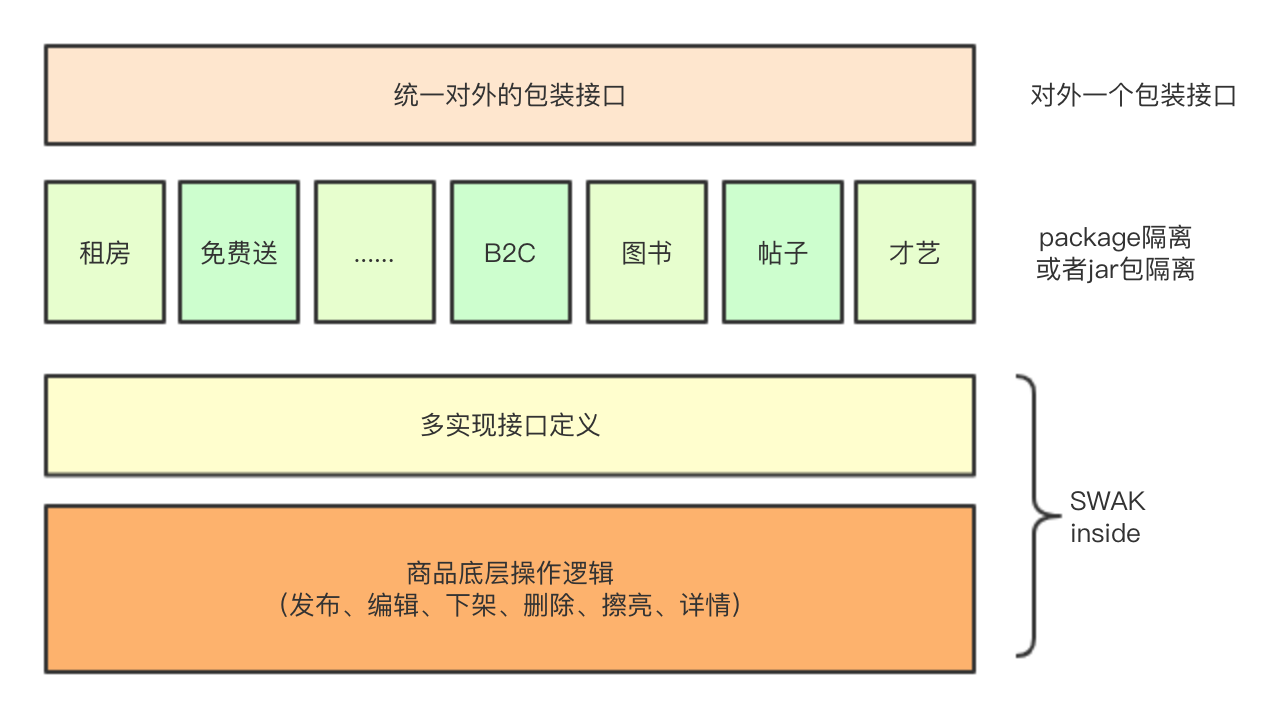 统一对外的包装接口
对外一个包装接口
租房
免费送
......
B2C
图书
帖子
才艺
package隔离
或者jar包隔离
多实现接口定义
SWAK
inside
商品底层操作逻辑
（发布、编辑、下架、删除、擦亮、详情）